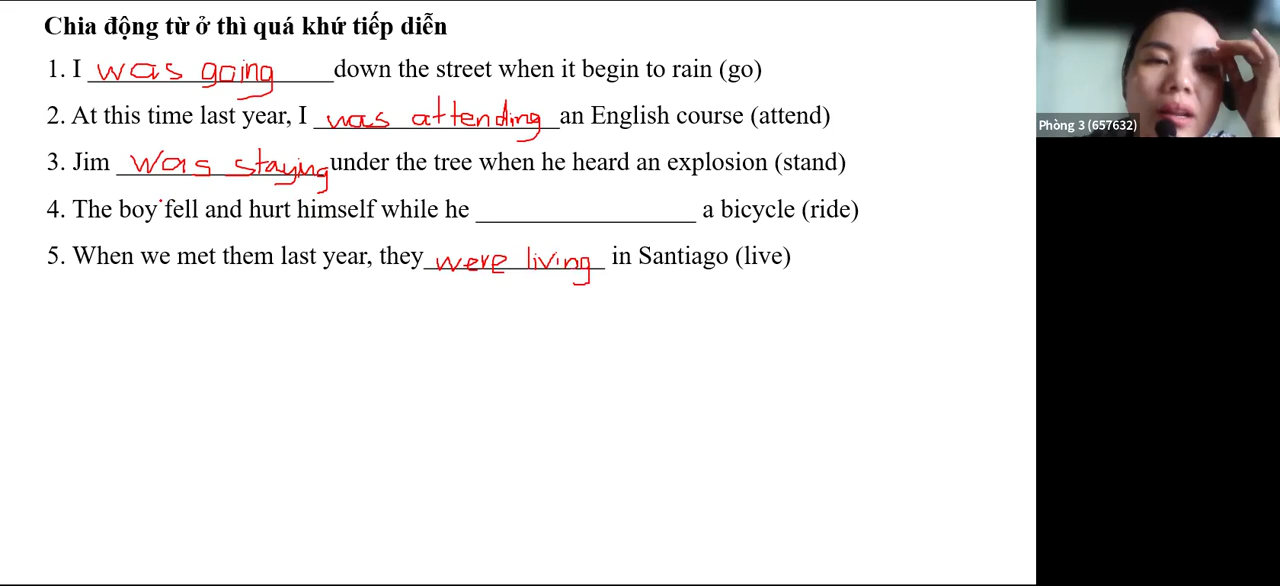 Chia động từ ở thì quá khứ tiếp diễn
1. I was going down the street when it begin to rain (go)
2. At this time last year, I was attending an English course (attend)
3. Jim was staying under the tree when he heard an explosion (stand)
4. The boy fell and hurt himself while he ________________ a bicycle (ride)
5. When we met them last year, they were living in Santiago (live)
Phòng 3 (657632)